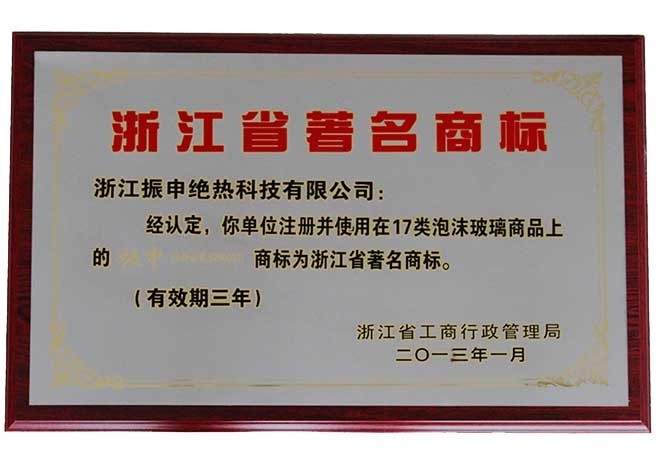 浙江省著名商标
浙江振申绝热科技有限公司：
经认定，你单位注册并使用在17类泡沫玻璃商品上
的 振申 商标为浙江省著名商标。
（有效期三年）
浙江省工商行政管理局
二〇一三年一月